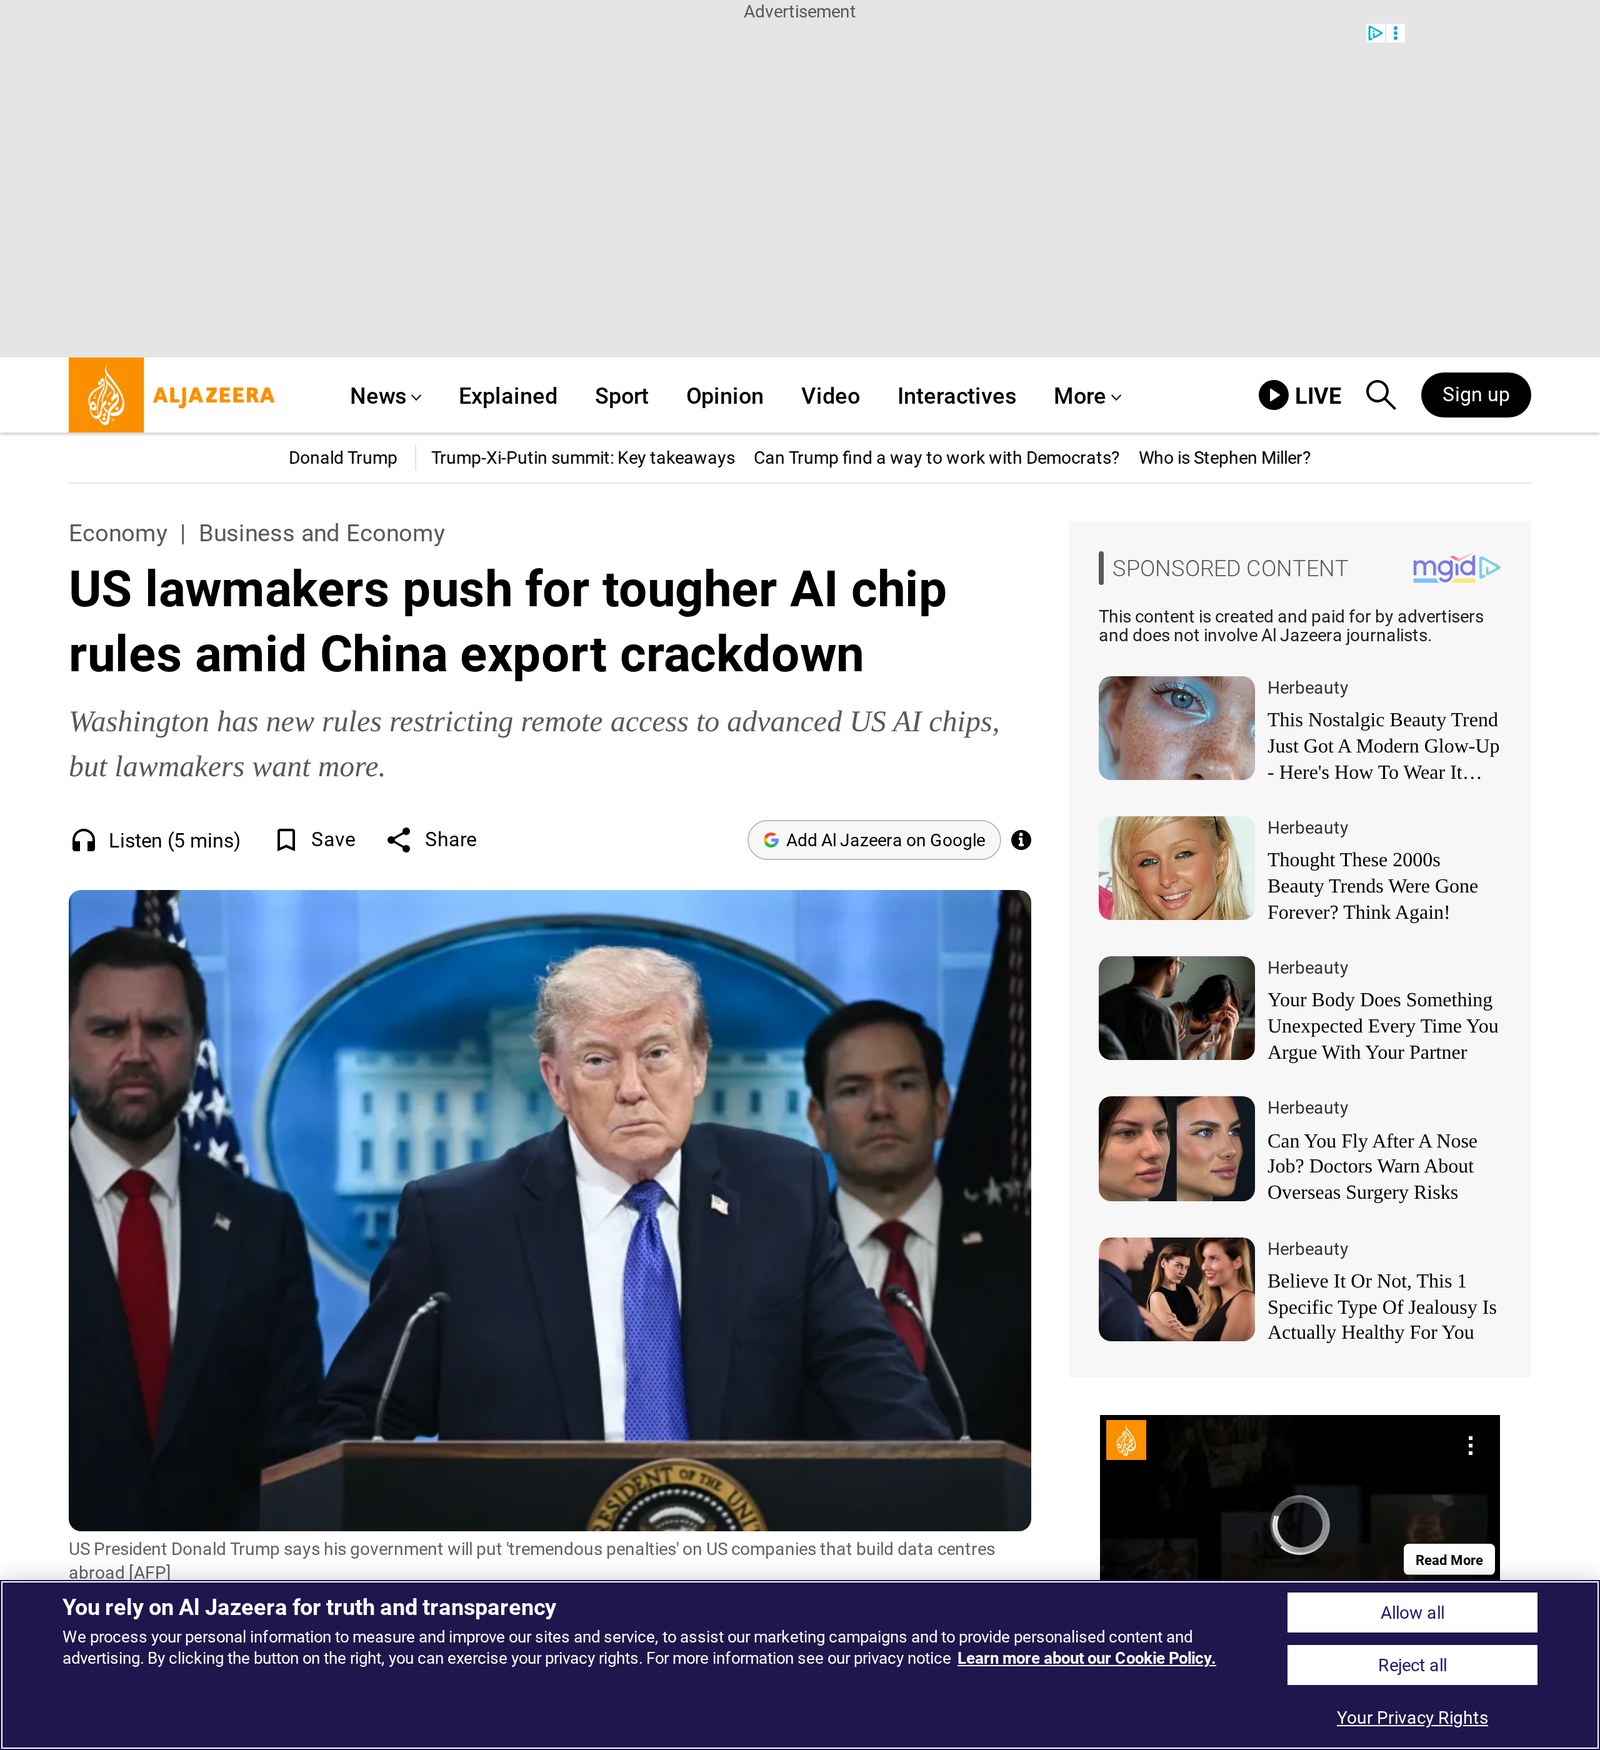 Advertisement
ALJAZEERA
News
Explained
Sport
Opinion
Video
Interactives
More
LIVE
Sign up
Donald Trump
Trump-Xi-Putin summit: Key takeaways
Can Trump find a way to work with Democrats?
Who is Stephen Miller?
Economy | Business and Economy
US lawmakers push for tougher AI chip
rules amid China export crackdown
Washington has new rules restricting remote access to advanced US AI chips,
but lawmakers want more.
Listen (5 mins)
Save
Share
Add Al Jazeera on Google
PRESIDENT OF THE UNIT
US President Donald Trump says his government will put 'tremendous penalties' on US companies that build data centres
abroad [AFP]
SPONSORED CONTENT
mgid
This content is created and paid for by advertisers
and does not involve Al Jazeera journalists.
Herbeauty
This Nostalgic Beauty Trend
Just Got A Modern Glow-Up
- Here's How To Wear It…
Herbeauty
Thought These 2000s
Beauty Trends Were Gone
Forever? Think Again!
Herbeauty
Your Body Does Something
Unexpected Every Time You
Argue With Your Partner
Herbeauty
Can You Fly After A Nose
Job? Doctors Warn About
Overseas Surgery Risks
Herbeauty
Believe It Or Not, This 1
Specific Type Of Jealousy Is
Actually Healthy For You
Read More
You rely on Al Jazeera for truth and transparency
We process your personal information to measure and improve our sites and service, to assist our marketing campaigns and to provide personalised content and
advertising. By clicking the button on the right, you can exercise your privacy rights. For more information see our privacy notice Learn more about our Cookie Policy.
Allow all
Reject all
Your Privacy Rights